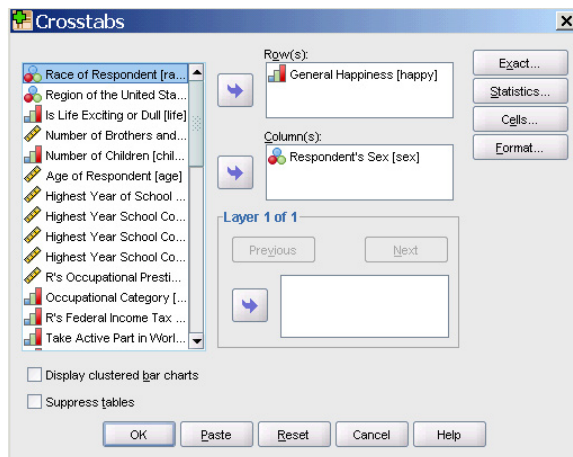 Crosstabs
Race of Respondent [ra...
Region of the United Sta...
Is Life Exciting or Dull [life]
Number of Brothers and...
Number of Children [chil...
Age of Respondent [age]
Highest Year of School ...
Highest Year School Co...
Highest Year School Co...
Highest Year School Co...
R's Occupational Presti...
Occupational Category [...
R's Federal Income Tax ...
Take Active Part in Worl...
Row(s):
General Happiness [happy]
Column(s):
Respondent's Sex [sex]
Layer 1 of 1
Previous
Next
Exact...
Statistics...
Cells...
Format...
Display clustered bar charts
Suppress tables
OK
Paste
Reset
Cancel
Help